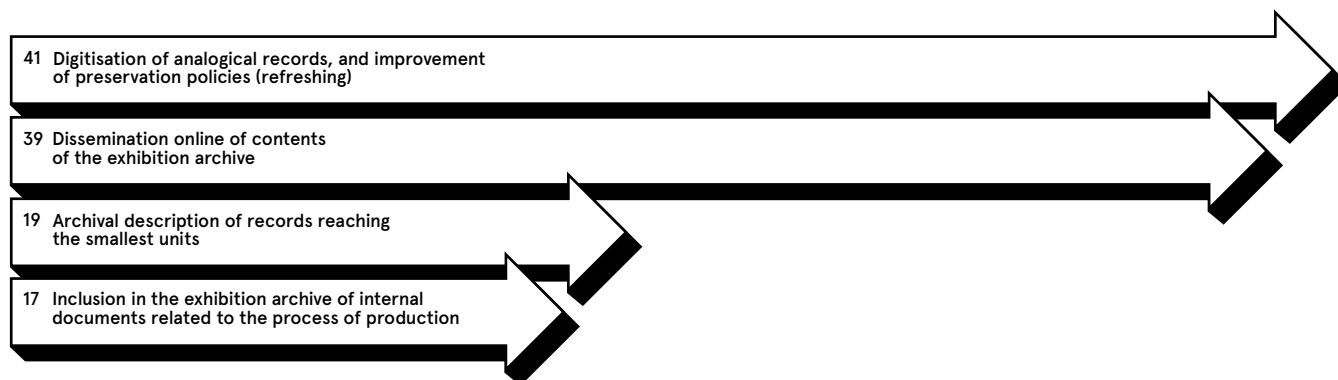 41 Digitisation of analogical records, and improvement
of preservation policies (refreshing)
39 Dissemination online of contents
of the exhibition archive
19 Archival description of records reaching
the smallest units
17 Inclusion in the exhibition archive of internal
documents related to the process of production